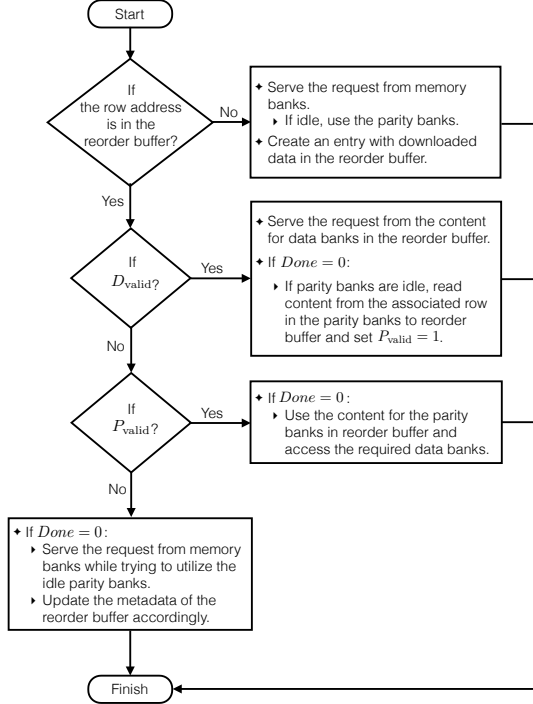 Start
If
the row address
is in the
reorder buffer?
No
✦ Serve the request from memory
banks.
▸ If idle, use the parity banks.
✦ Create an entry with downloaded
data in the reorder buffer.
Yes
If
D_valid?
Yes
✦ Serve the request from the content
for data banks in the reorder buffer.
✦ If Done = 0:
▸ If parity banks are idle, read
content from the associated row
in the parity banks to reorder
buffer and set P_valid = 1.
No
If
P_valid?
Yes
✦ If Done = 0:
▸ Use the content for the parity
banks in reorder buffer and
access the required data banks.
No
✦ If Done = 0:
▸ Serve the request from memory
banks while trying to utilize the
idle parity banks.
▸ Update the metadada of the
reorder buffer accordingly.
Finish